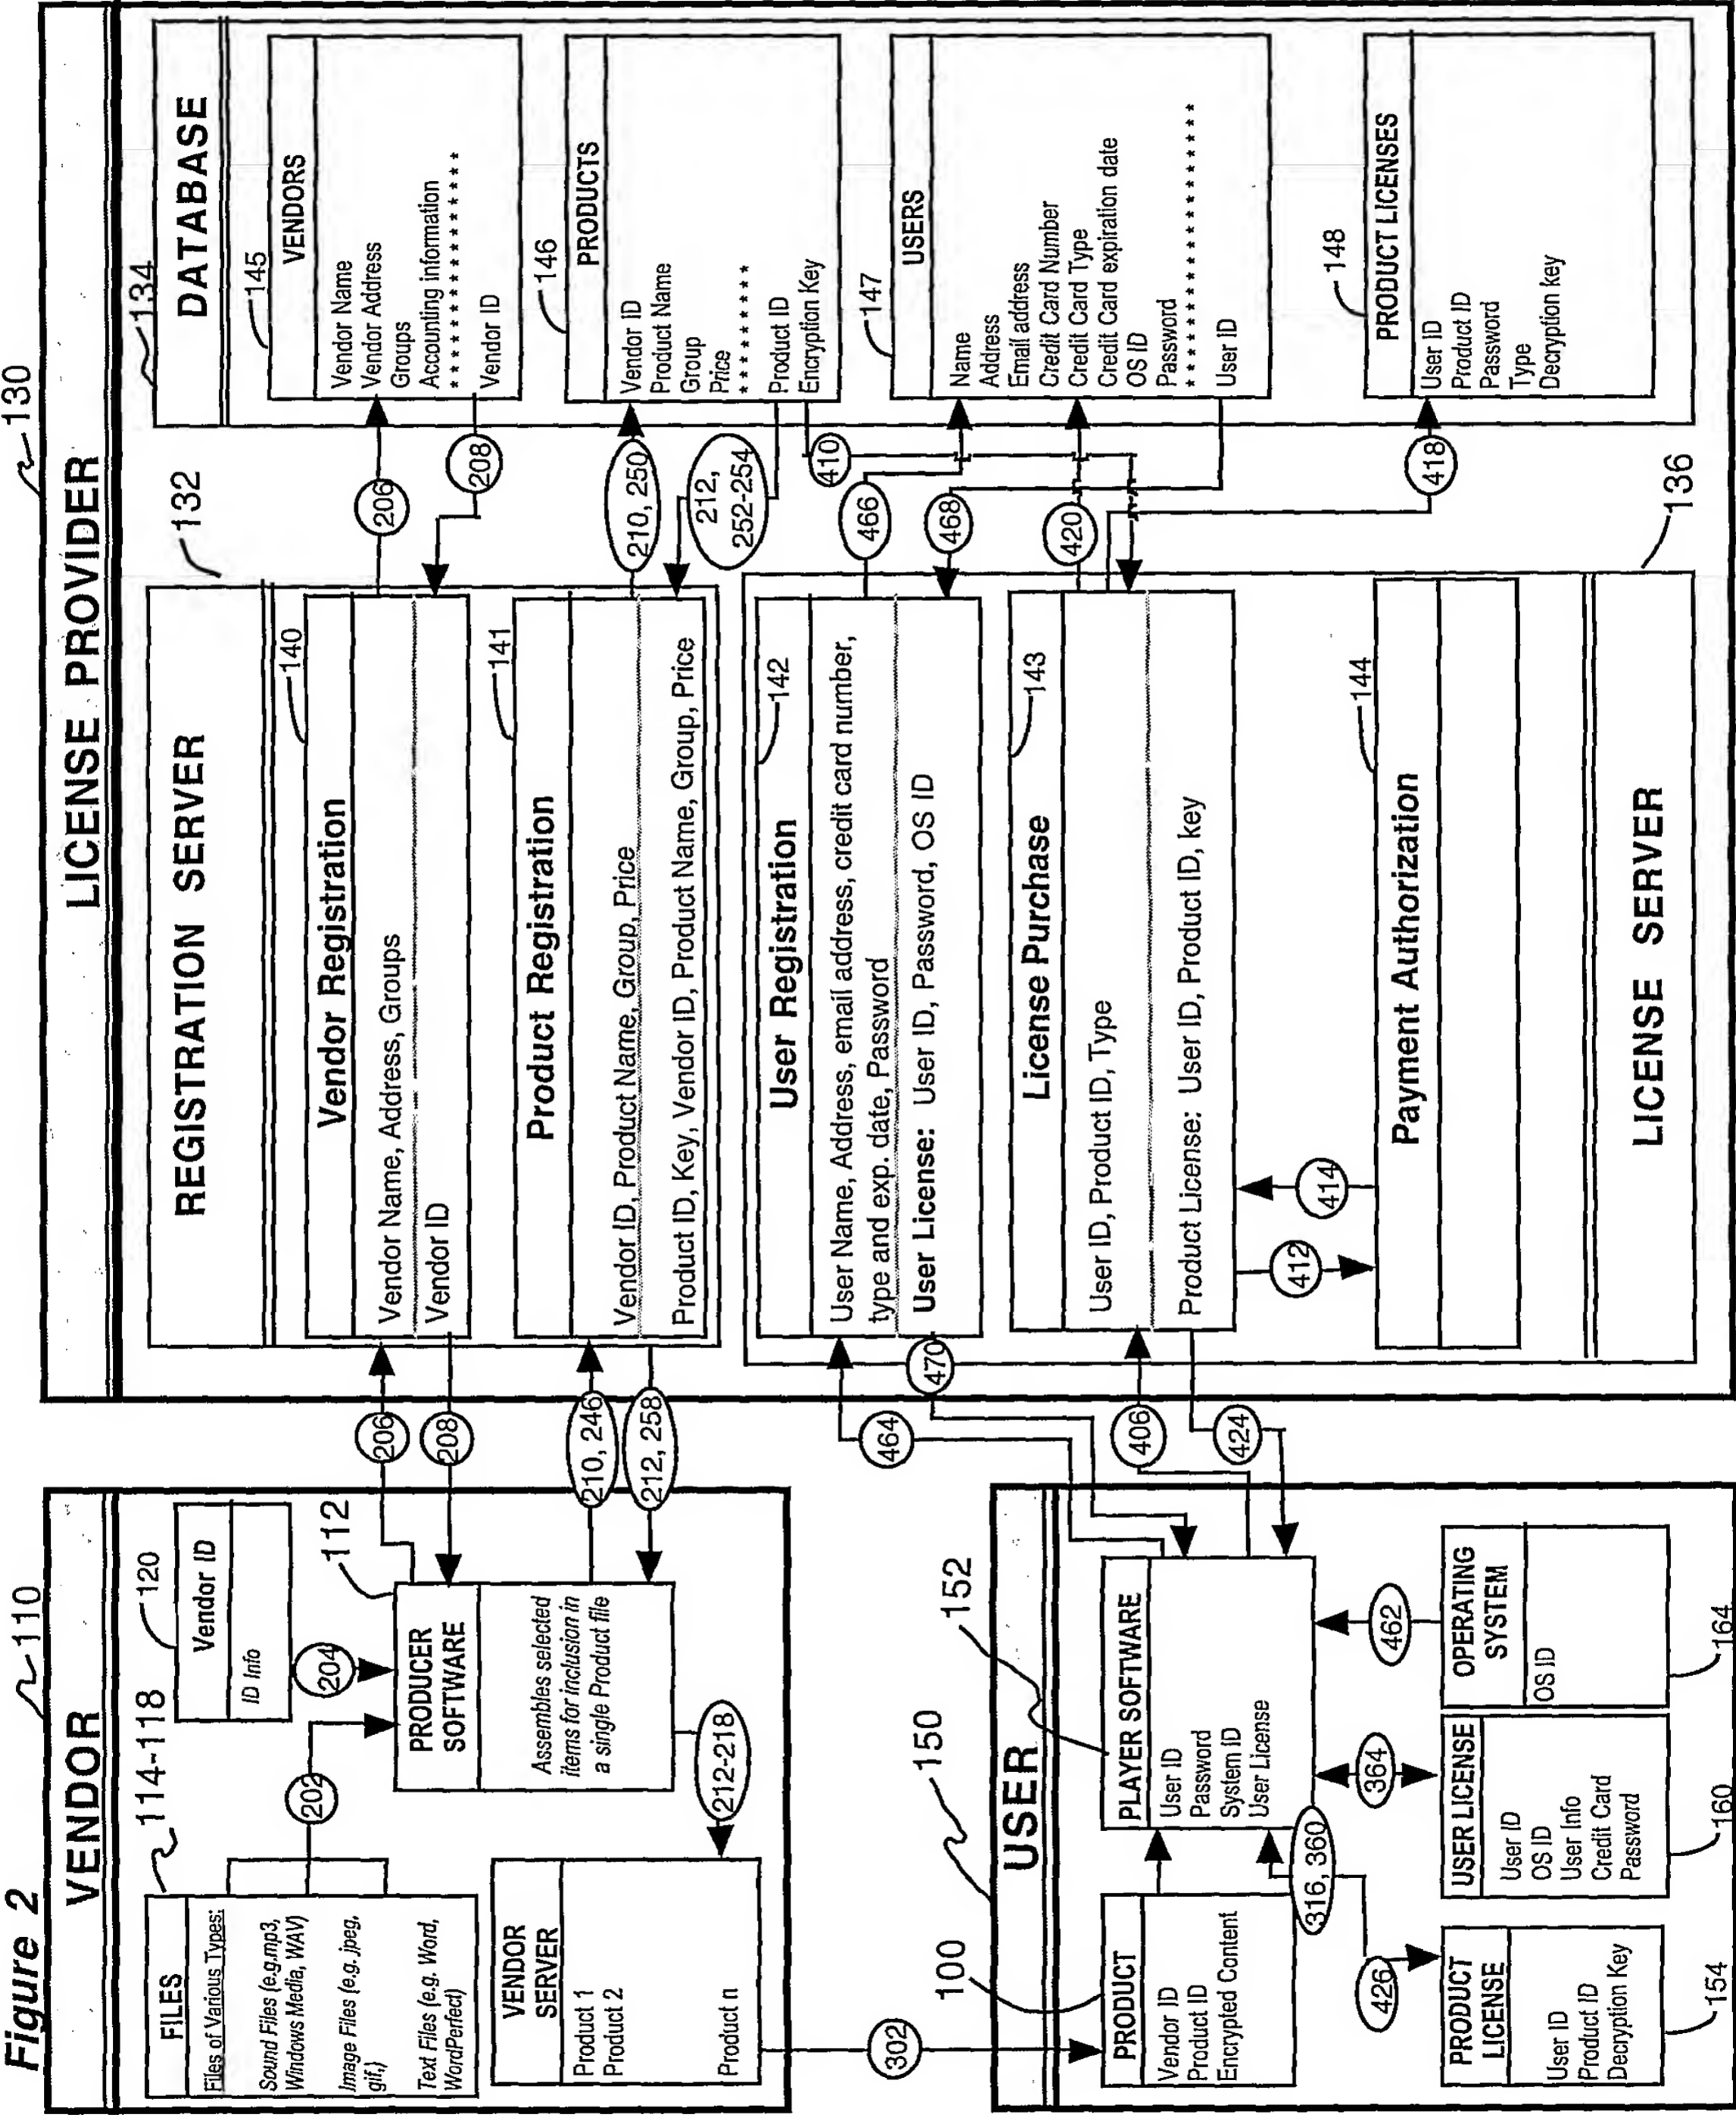 Figure 2
110
VENDOR
114-118
FILES
Files of Various Types:
Sound Files (e.g.mp3,
Windows Media, WAV)
Image Files (e.g. jpeg,
gif,)
Text Files (e.g. Word,
WordPerfect)
202
120
Vendor ID
ID Info
204
112
PRODUCER
SOFTWARE
Assembles selected
items for inclusion in
a single Product file
212-218
VENDOR
SERVER
Product 1
Product 2
Product n
302
206
208
210, 246
212, 258
150
USER
152
100
PRODUCT
Vendor ID
Product ID
Encrypted Content
PLAYER SOFTWARE
User ID
Password
System ID
User License
316, 360
364
462
426
PRODUCT
LICENSE
User ID
Product ID
Decryption Key
154
USER LICENSE
User ID
OS ID
User Info
Credit Card
Password
160
OPERATING
SYSTEM
OS ID
164
464
470
406
424
130
LICENSE PROVIDER
132
REGISTRATION SERVER
140
Vendor Registration
Vendor Name, Address, Groups
Vendor ID
141
Product Registration
Vendor ID, Product Name, Group, Price
Product ID, Key, Vendor ID, Product Name, Group, Price
142
User Registration
User Name, Address, email address, credit card number,
type and exp. date, Password
User License: User ID, Password, OS ID
143
License Purchase
User ID, Product ID, Type
Product License: User ID, Product ID, key
412
414
144
Payment Authorization
LICENSE SERVER
136
206
208
210, 250
212,
252-254
410
466
468
420
418
134
DATABASE
145
VENDORS
Vendor Name
Vendor Address
Groups
Accounting information
* * * * * * * * * * * * * * * * * * * *
Vendor ID
146
PRODUCTS
Vendor ID
Product Name
Group
Price
* * * * * * * * * *
Product ID
Encryption Key
147
USERS
Name
Address
Email address
Credit Card Number
Credit Card Type
Credit Card expiration date
OS ID
Password
* * * * * * * * * * * * * * * * * * * * * * * *
User ID
148
PRODUCT LICENSES
User ID
Product ID
Password
Type
Decryption key